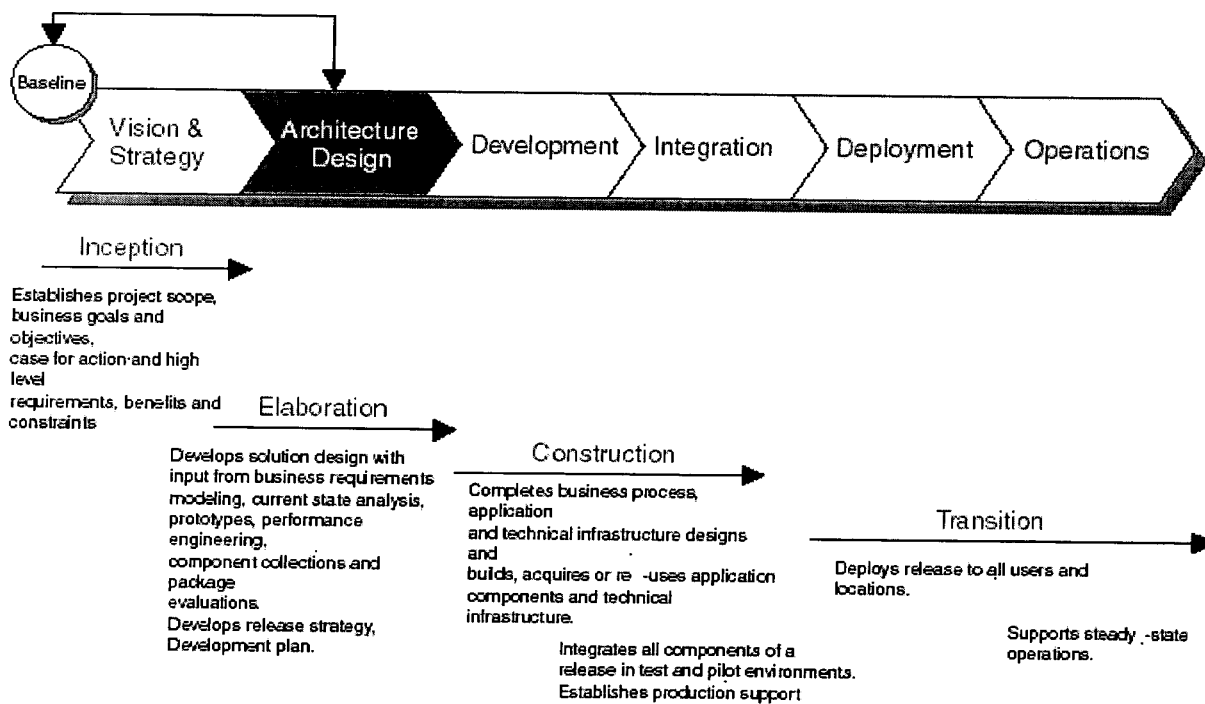 Baseline
Vision &
Strategy
Architecture
Design
Development
Integration
Deployment
Operations
Inception
Establishes project scope,
business goals and
objectives,
case for action and high
level
requirements, benefits and
constraints
Elaboration
Develops solution design with
input from business requirements
modeling, current state analysis,
prototypes, performance
engineering,
component collections and
package
evaluations.
Develops release strategy,
Development plan.
Construction
Completes business process,
application
and technical infrastructure designs
and
builds, acquires or re -uses application
components and technical
infrastructure.
Integrates all components of a
release in test and pilot environments.
Establishes production support
Transition
Deploys release to all users and
locations.
Supports steady -state
operations.